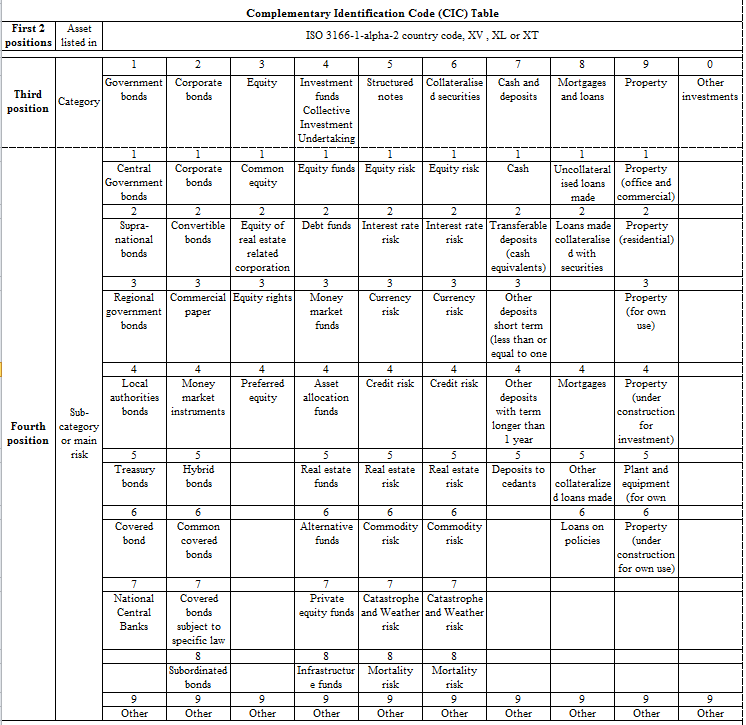 Complementary Identification Code (CIC) Table
First 2 positions
Asset listed in
ISO 3166-1-alpha-2 country code, XV , XL or XT
Third position
Category
1 2 3 4 5 6 7 8 9 0
Government bonds
Corporate bonds
Equity
Investment funds Collective Investment Undertaking
Structured notes
Collateralise d securities
Cash and deposits
Mortgages and loans
Property
Other investments
Fourth position
Sub-category or main risk
1 1 1 1 1 1 1 1 1
Central Government bonds
Corporate bonds
Common equity
Equity funds
Equity risk
Equity risk
Cash
Uncollateral ised loans made
Property (office and commercial)
2 2 2 2 2 2 2 2 2
Supra-national bonds
Convertible bonds
Equity of real estate related corporation
Debt funds
Interest rate risk
Interest rate risk
Transferable deposits (cash equivalents)
Loans made collateralise d with securities
Property (residential)
3 3 3 3 3 3 3 3
Regional government bonds
Commercial paper
Equity rights
Money market funds
Currency risk
Currency risk
Other deposits short term (less than or equal to one
Property (for own use)
4 4 4 4 4 4 4 4 4
Local authorities bonds
Money market instruments
Preferred equity
Asset allocation funds
Credit risk
Credit risk
Other deposits with term longer than 1 year
Mortgages
Property (under construction for investment)
5 5 5 5 5 5 5 5
Treasury bonds
Hybrid bonds
Real estate funds
Real estate risk
Real estate risk
Deposits to cedants
Other collateralize d loans made
Plant and equipment (for own
6 6 6 6 6 6 6
Covered bond
Common covered bonds
Alternative funds
Commodity risk
Commodity risk
Loans on policies
Property (under construction for own use)
7 7 7 7 7
National Central Banks
Covered bonds subject to specific law
Private equity funds
Catastrophe and Weather risk
Catastrophe and Weather risk
8 8 8 8
Subordinated bonds
Infrastructur e funds
Mortality risk
Mortality risk
9 9 9 9 9 9 9 9 9 9
Other Other Other Other Other Other Other Other Other Other